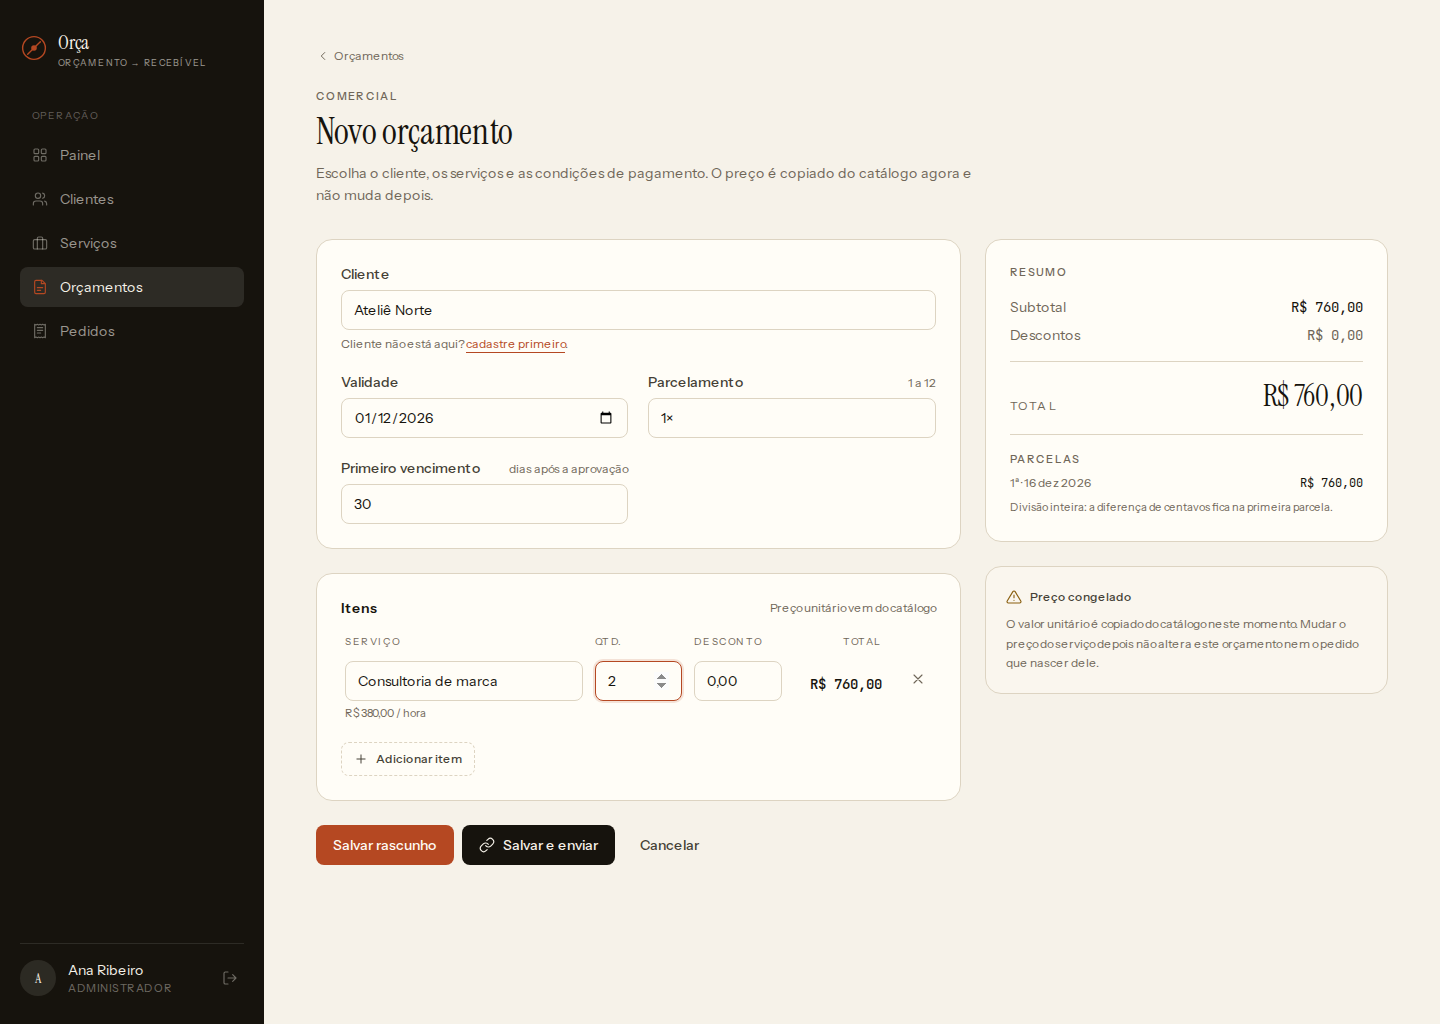 Orça
ORÇAMENTO → RECEBÍVEL
OPERAÇÃO
Painel
Clientes
Serviços
Orçamentos
Pedidos
Ana Ribeiro
A
ADMINISTRADOR
Orçamentos
COMERCIAL
Novo orçamento
Escolha o cliente, os serviços e as condições de pagamento. O preço é copiado do catálogo agora e
não muda depois.
Cliente
Ateliê Norte
Cliente não está aqui? cadastre primeiro.
Validade
Parcelamento 1 a 12
01/12/2026
1×
Primeiro vencimento dias após a aprovação
30
Itens Preço unitário vem do catálogo
SERVIÇO QTD. DESCONTO TOTAL
Consultoria de marca 2 0,00 R$ 760,00
R$ 380,00 / hora
Adicionar item
Salvar rascunho
Salvar e enviar
Cancelar
RESUMO
Subtotal R$ 760,00
Descontos R$ 0,00
TOTAL R$ 760,00
PARCELAS
1ª · 16 dez 2026 R$ 760,00
Divisão inteira: a diferença de centavos fica na primeira parcela.
Preço congelado
O valor unitário é copiado do catálogo neste momento. Mudar o
preço do serviço depois não altera este orçamento nem o pedido
que nascer dele.